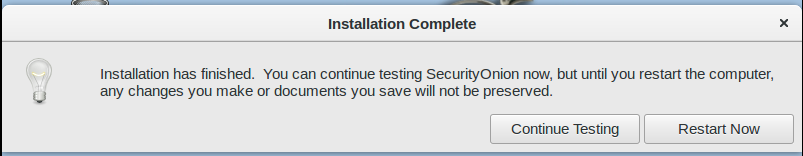 Installation Complete
Installation has finished.  You can continue testing SecurityOnion now, but until you restart the computer,
any changes you make or documents you save will not be preserved.
Continue Testing
Restart Now